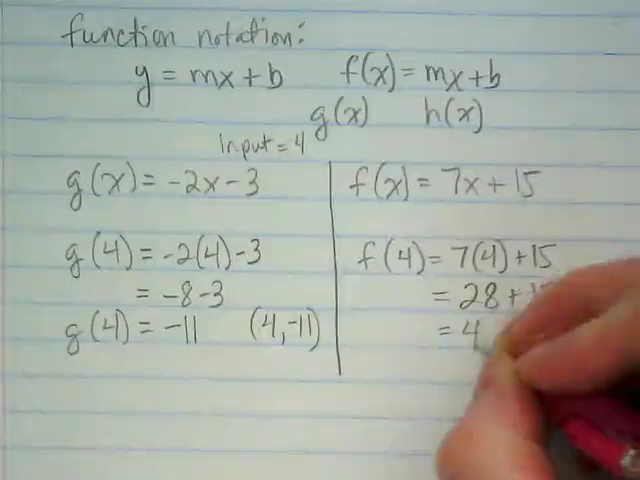 function notation:
y = mx + b f(x) = mx + b
g(x) h(x)
Input = 4
g(x) = -2x - 3
g(4) = -2(4) - 3
= -8 - 3
g(4) = -11 (4, -11)
f(x) = 7x + 15
f(4) = 7(4) + 15
= 28 +
= 4